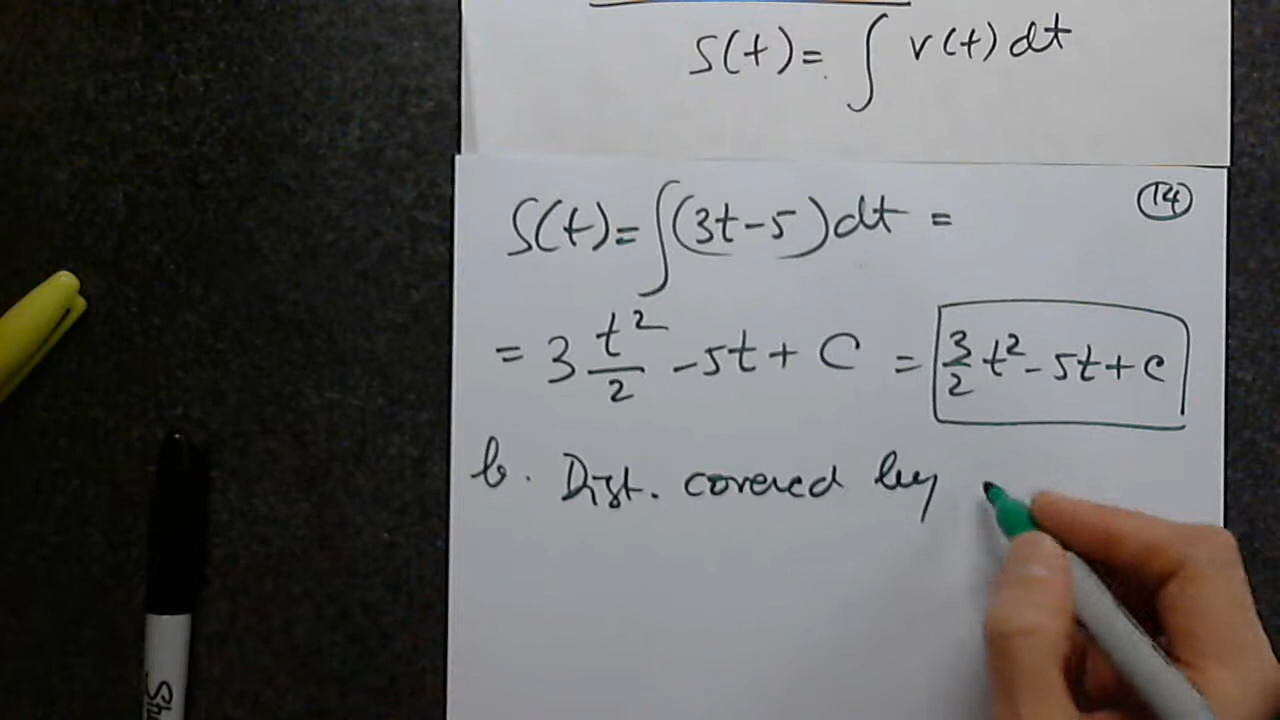 S(t) = ∫ v(t) dt
14
S(t) = ∫(3t-5)dt =
= 3 t²/2 - 5t + C = 3/2 t² - 5t + C
b. Dist. covered by